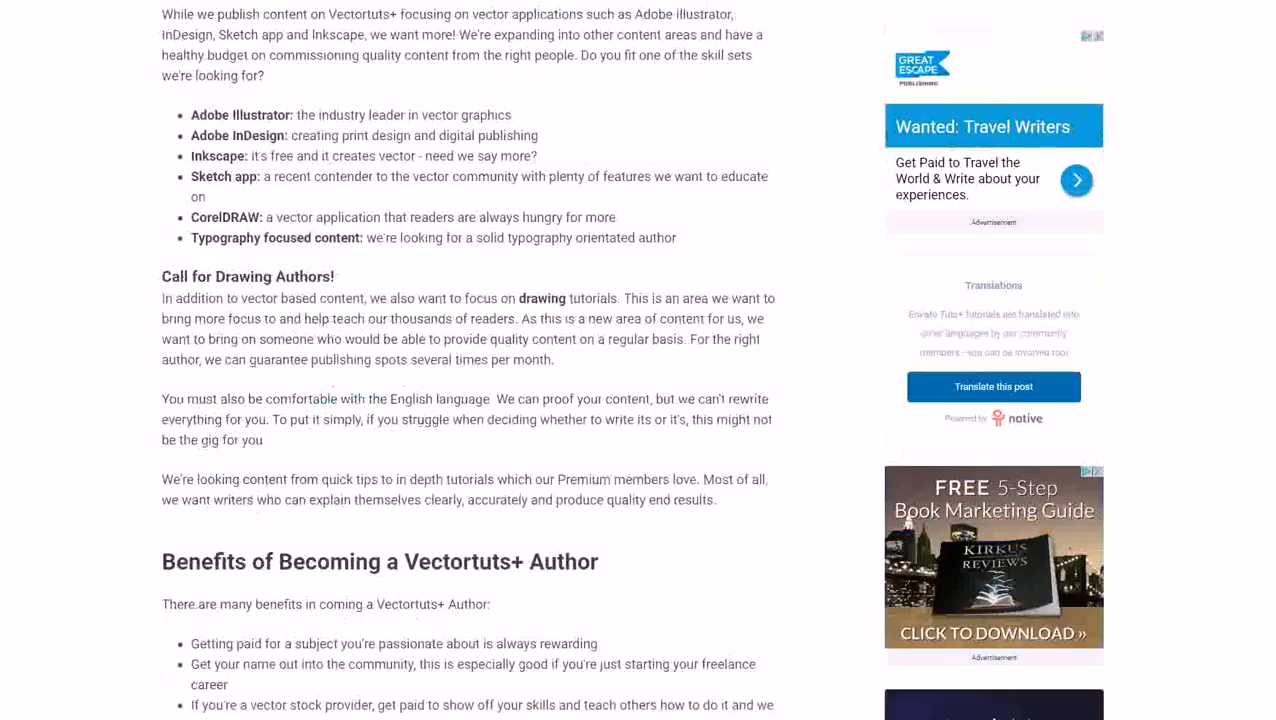 While we publish content on Vectortuts+ focusing on vector applications such as Adobe Illustrator,
InDesign, Sketch app and Inkscape, we want more! We're expanding into other content areas and have a
healthy budget on commissioning quality content from the right people. Do you fit one of the skill sets
we're looking for?
Adobe Illustrator: the industry leader in vector graphics
Adobe InDesign: creating print design and digital publishing
Inkscape: it's free and it creates vector - need we say more?
Sketch app: a recent contender to the vector community with plenty of features we want to educate
on
CorelDRAW: a vector application that readers are always hungry for more
Typography focused content: we're looking for a solid typography orientated author
Call for Drawing Authors!
In addition to vector based content, we also want to focus on drawing tutorials. This is an area we want to
bring more focus to and help teach our thousands of readers. As this is a new area of content for us, we
want to bring on someone who would be able to provide quality content on a regular basis. For the right
author, we can guarantee publishing spots several times per month.
You must also be comfortable with the English language. We can proof your content, but we can't rewrite
everything for you. To put it simply, if you struggle when deciding whether to write its or it's, this might not
be the gig for you
We're looking content from quick tips to in depth tutorials which our Premium members love. Most of all,
we want writers who can explain themselves clearly, accurately and produce quality end results.
Benefits of Becoming a Vectortuts+ Author
There are many benefits in coming a Vectortuts+ Author:
Getting paid for a subject you're passionate about is always rewarding
Get your name out into the community, this is especially good if you're just starting your freelance
career
If you're a vector stock provider, get paid to show off your skills and teach others how to do it and we
GREAT
ESCAPE
PUBLISHING
Wanted: Travel Writers
Get Paid to Travel the
World & Write about your
experiences.
Advertisement
Translations
Envato Tuts+ tutorials are translated into
other languages by our community
members - you can be involved too!
Translate this post
Powered by native
FREE 5-Step
Book Marketing Guide
KIRKUS
REVIEWS
CLICK TO DOWNLOAD »
Advertisement